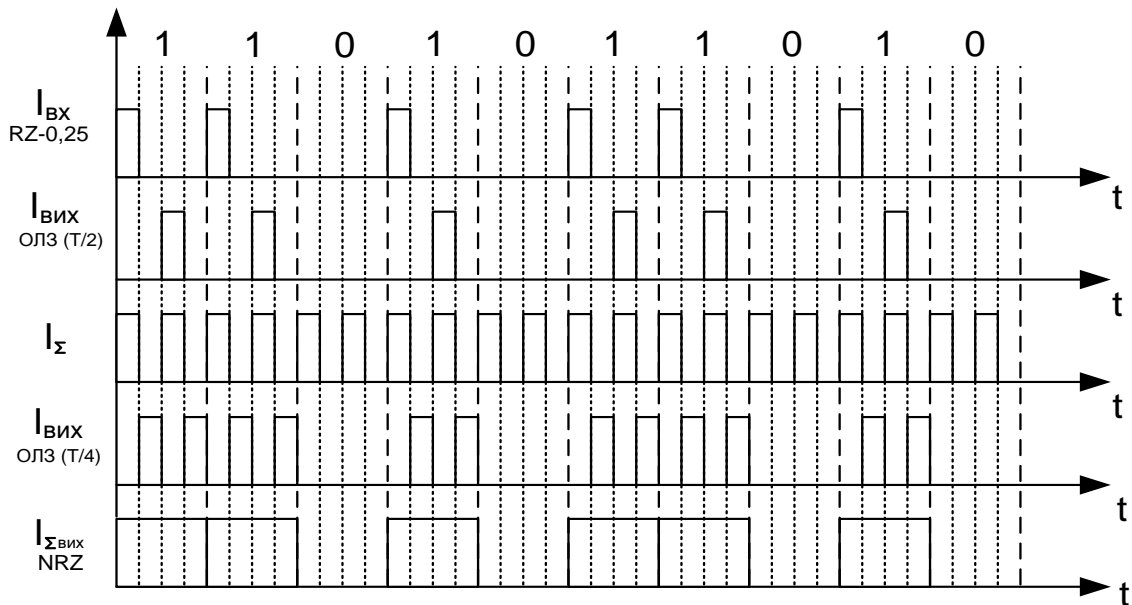 1 1 0 1 0 1 1 0 1 0
Iвх
RZ-0,25
t
Iвих
ОЛЗ (Т/2)
t
IΣ
t
Iвих
ОЛЗ (Т/4)
t
IΣвих
NRZ
t